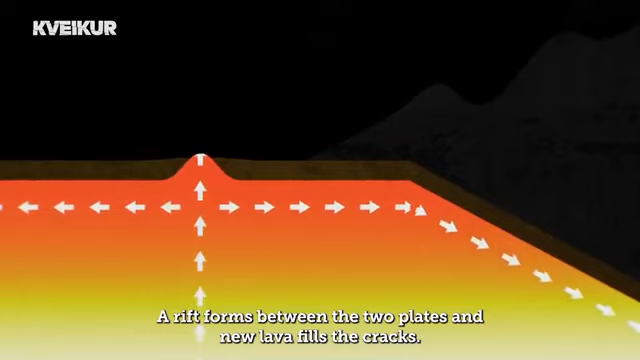 KVEIKUR
A rift forms between the two plates and
new lava fills the cracks.